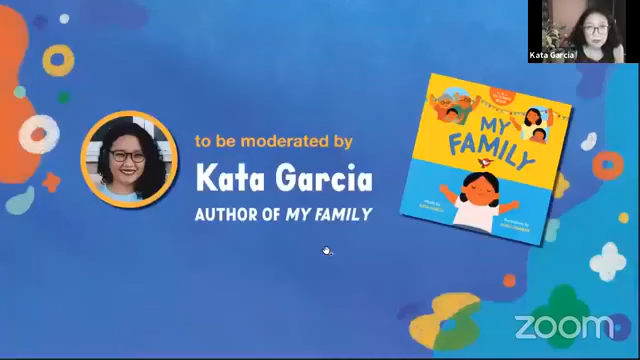 Kata Garcia
to be moderated by
Kata Garcia
AUTHOR OF MY FAMILY
MY
FAMILY
zoom